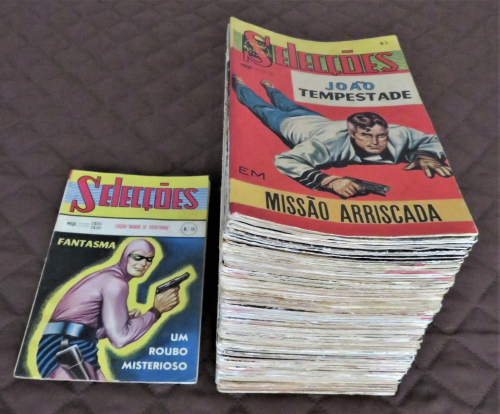 Selecções
JOÃO
TEMPESTADE
EM
MISSÃO ARRISCADA
Selecções
FANTASMA
UM
ROUBO
MISTERIOSO